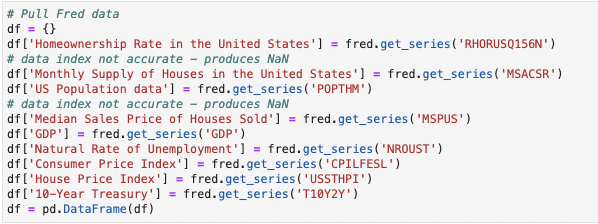 # Pull Fred data
df = {}
df['Homeownership Rate in the United States'] = fred.get_series('RHORUSQ156N')
# data index not accurate – produces NaN
df['Monthly Supply of Houses in the United States'] = fred.get_series('MSACSR')
df['US Population data'] = fred.get_series('POPTHM')
# data index not accurate – produces NaN
df['Median Sales Price of Houses Sold'] = fred.get_series('MSPUS')
df['GDP'] = fred.get_series('GDP')
df['Natural Rate of Unemployment'] = fred.get_series('NROUST')
df['Consumer Price Index'] = fred.get_series('CPILFESL')
df['House Price Index'] = fred.get_series('USSTHPI')
df['10-Year Treasury'] = fred.get_series('T10Y2Y')
df = pd.DataFrame(df)